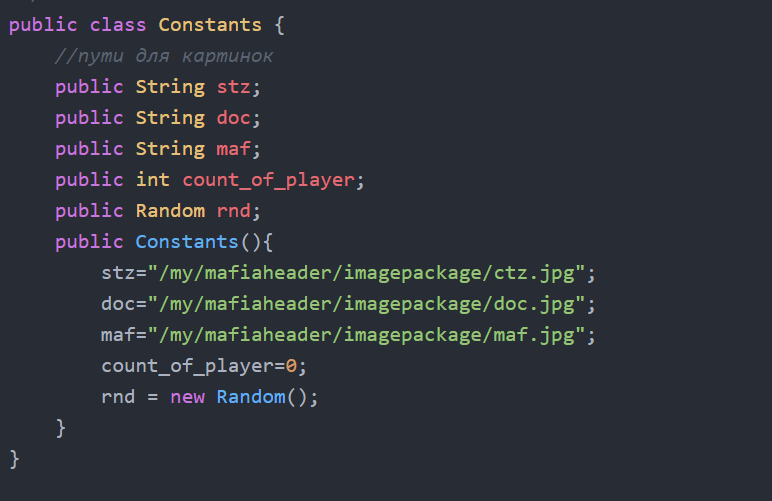 public class Constants {
//пути для картинок
public String stz;
public String doc;
public String maf;
public int count_of_player;
public Random rnd;
public Constants(){
stz="/my/mafiaheader/imagepackage/ctz.jpg";
doc="/my/mafiaheader/imagepackage/doc.jpg";
maf="/my/mafiaheader/imagepackage/maf.jpg";
count_of_player=0;
rnd = new Random();
}
}